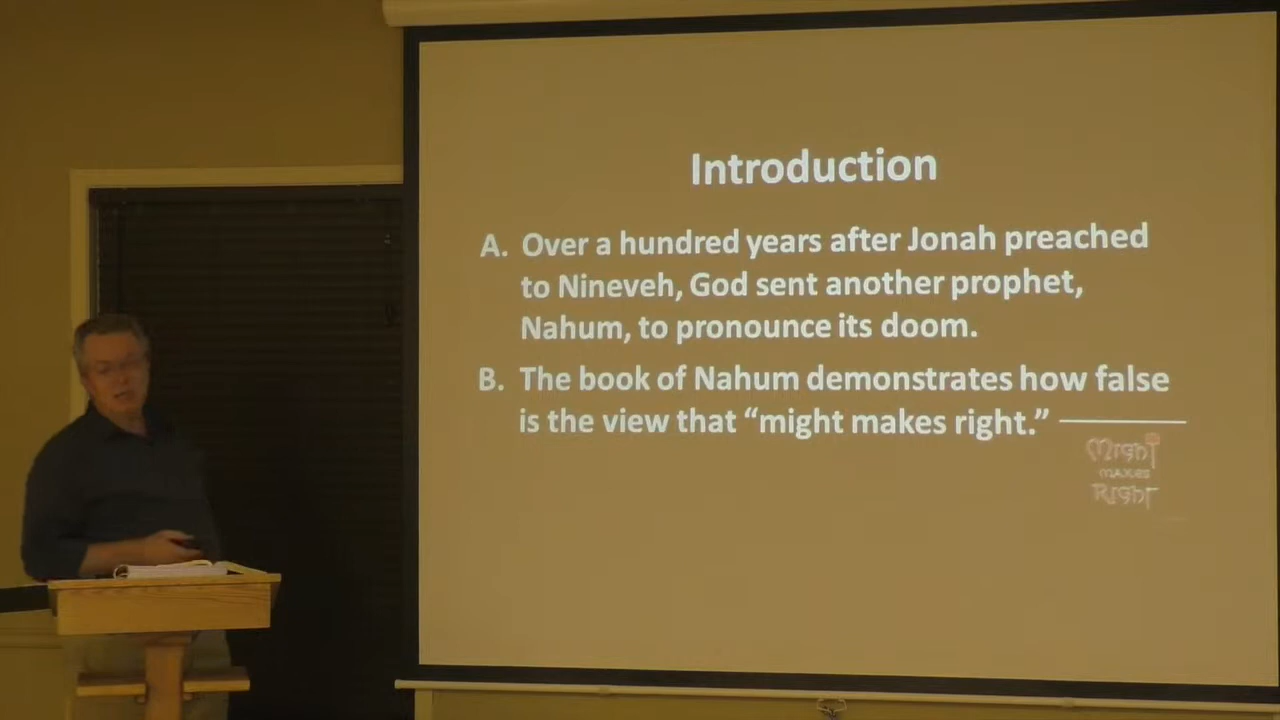 Introduction
A. Over a hundred years after Jonah preached
to Nineveh, God sent another prophet,
Nahum, to pronounce its doom.
B. The book of Nahum demonstrates how false
is the view that “might makes right.”
Might
MAKES
Right